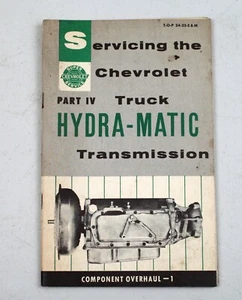 Servicing the
Chevrolet
PART IV Truck
HYDRA-MATIC
Transmission
COMPONENT OVERHAUL—1